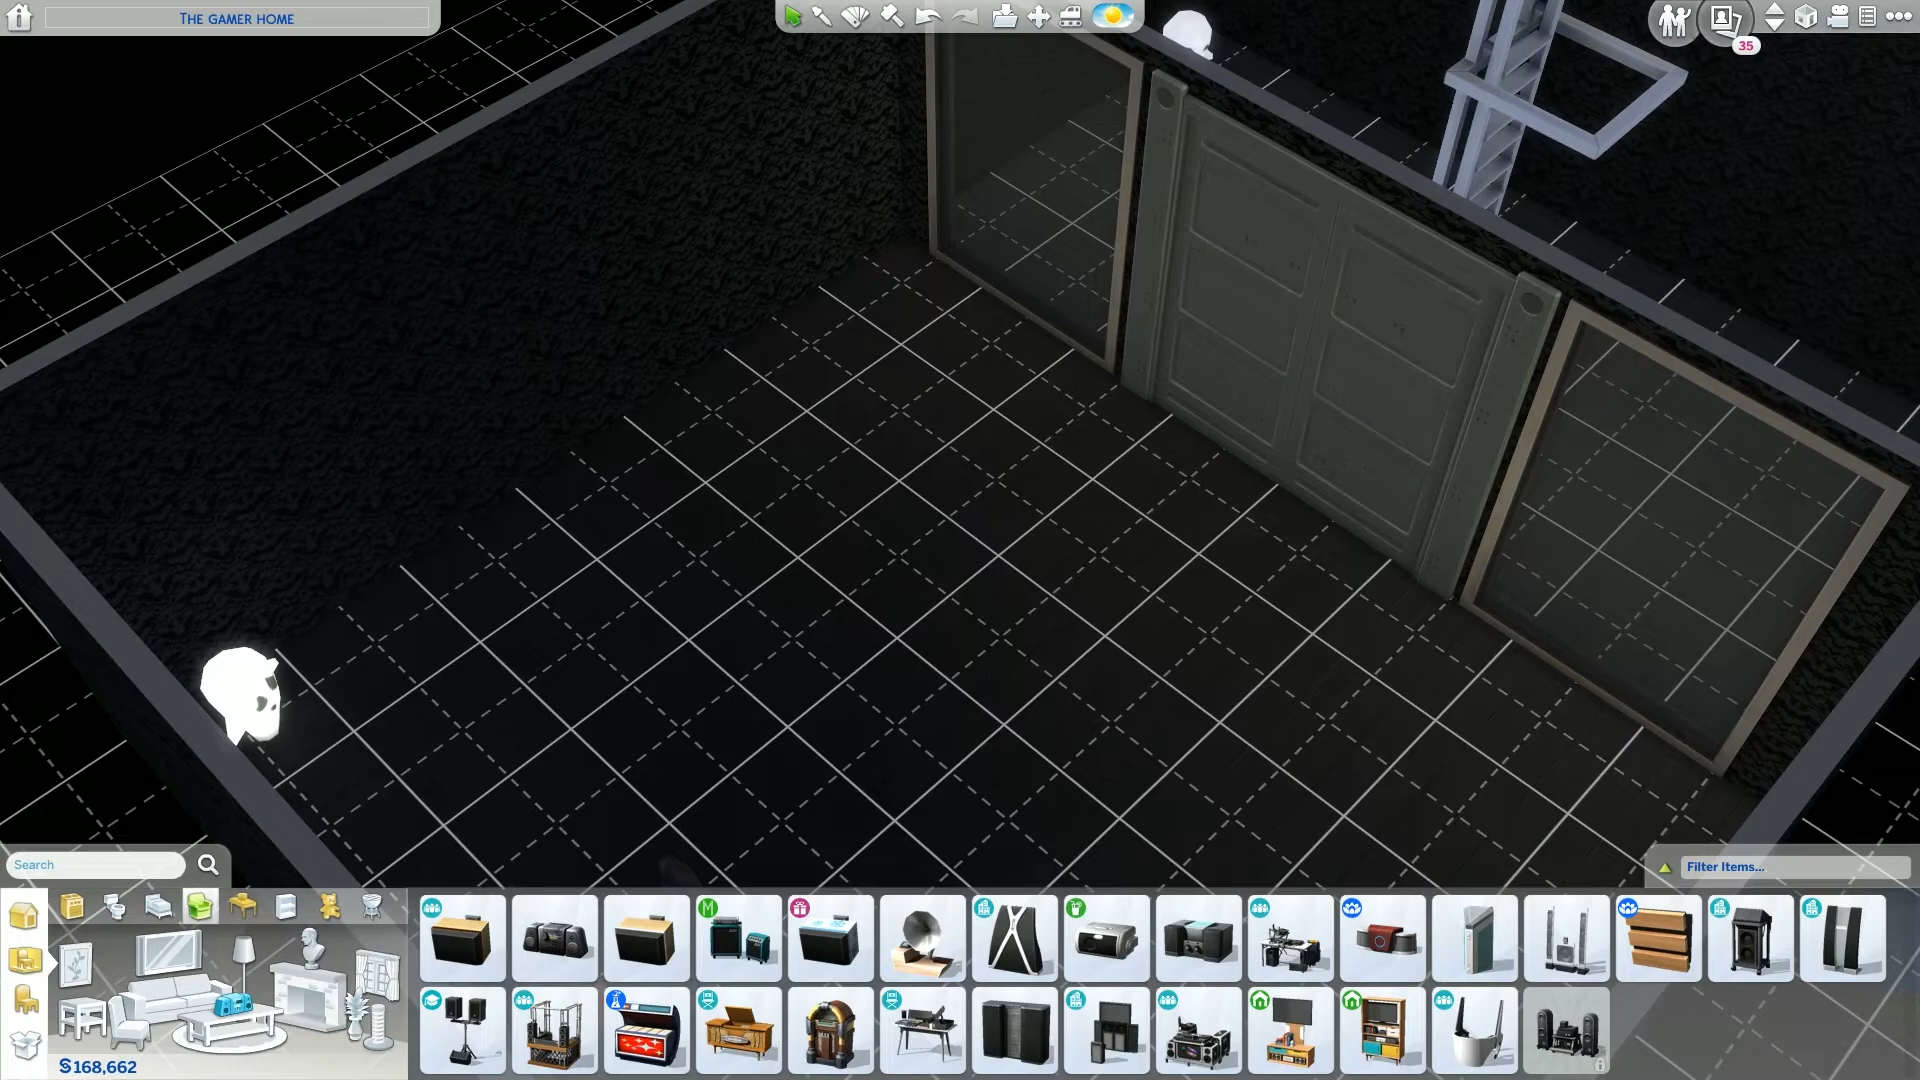 THE GAMER HOME
35
Search
Filter Items...
§168,662